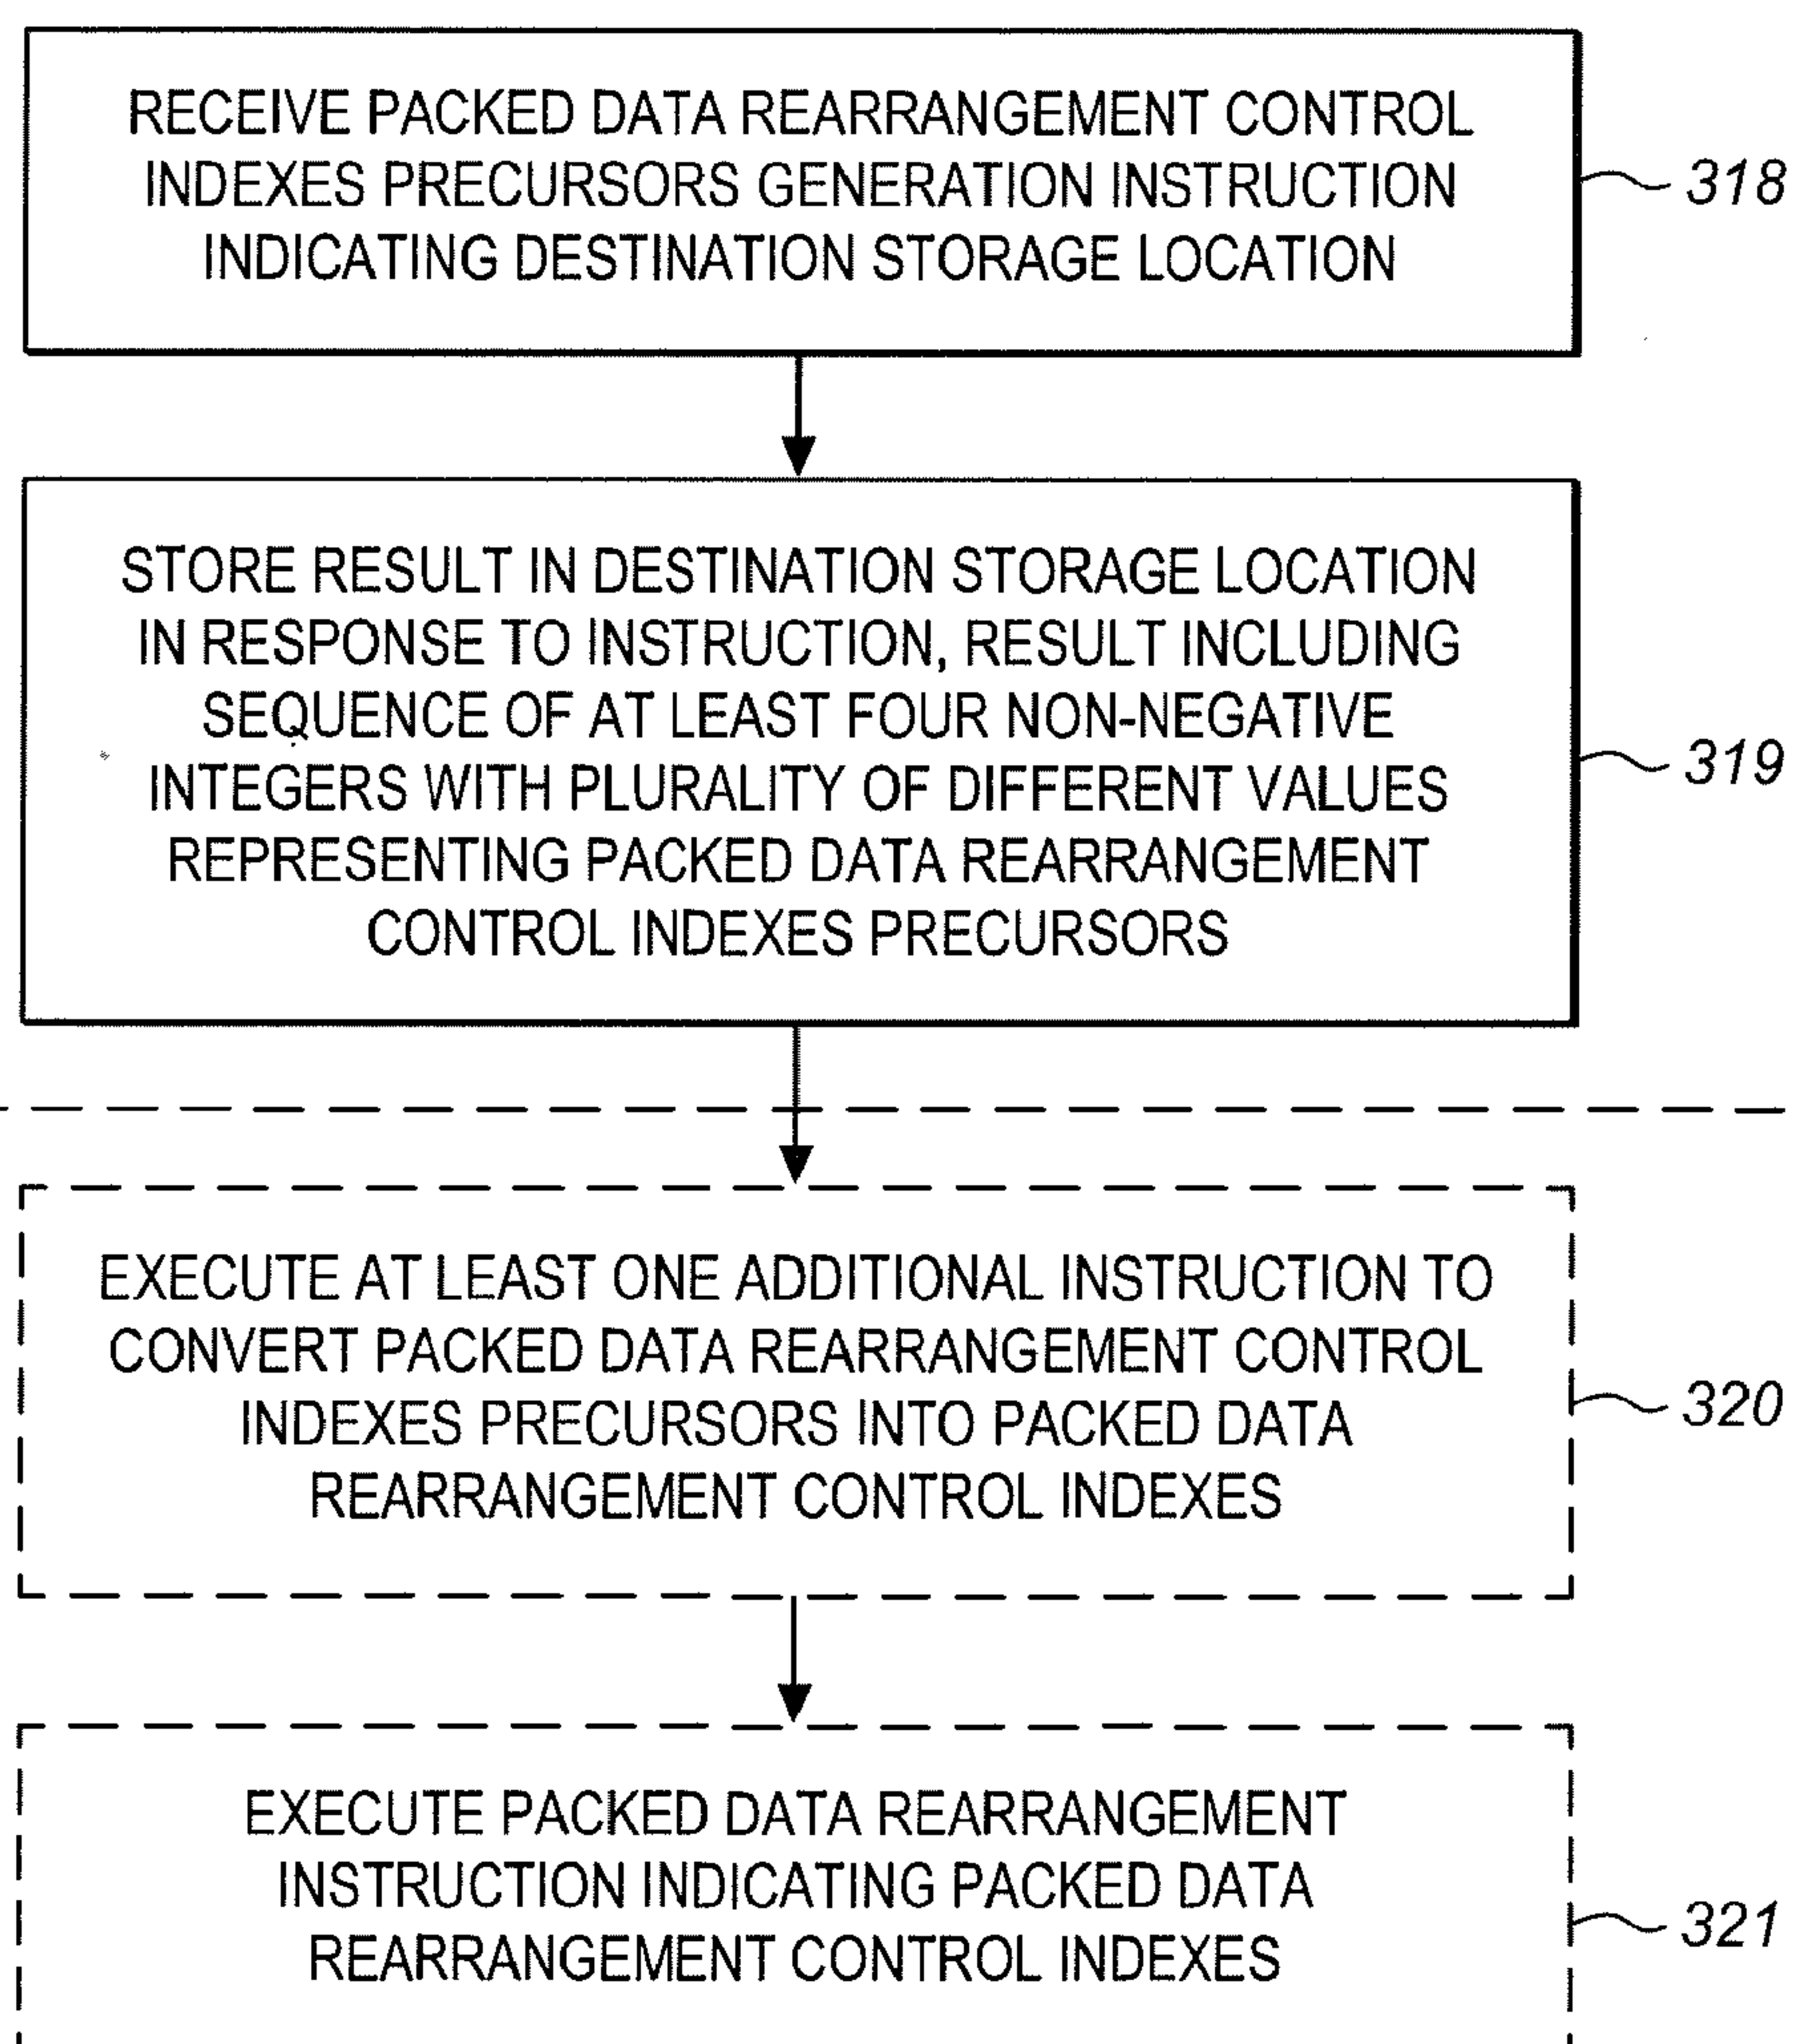 RECEIVE PACKED DATA REARRANGEMENT CONTROL
INDEXES PRECURSORS GENERATION INSTRUCTION
INDICATING DESTINATION STORAGE LOCATION
318
STORE RESULT IN DESTINATION STORAGE LOCATION
IN RESPONSE TO INSTRUCTION, RESULT INCLUDING
SEQUENCE OF AT LEAST FOUR NON-NEGATIVE
INTEGERS WITH PLURALITY OF DIFFERENT VALUES
REPRESENTING PACKED DATA REARRANGEMENT
CONTROL INDEXES PRECURSORS
319
EXECUTE AT LEAST ONE ADDITIONAL INSTRUCTION TO
CONVERT PACKED DATA REARRANGEMENT CONTROL
INDEXES PRECURSORS INTO PACKED DATA
REARRANGEMENT CONTROL INDEXES
320
EXECUTE PACKED DATA REARRANGEMENT
INSTRUCTION INDICATING PACKED DATA
REARRANGEMENT CONTROL INDEXES
321